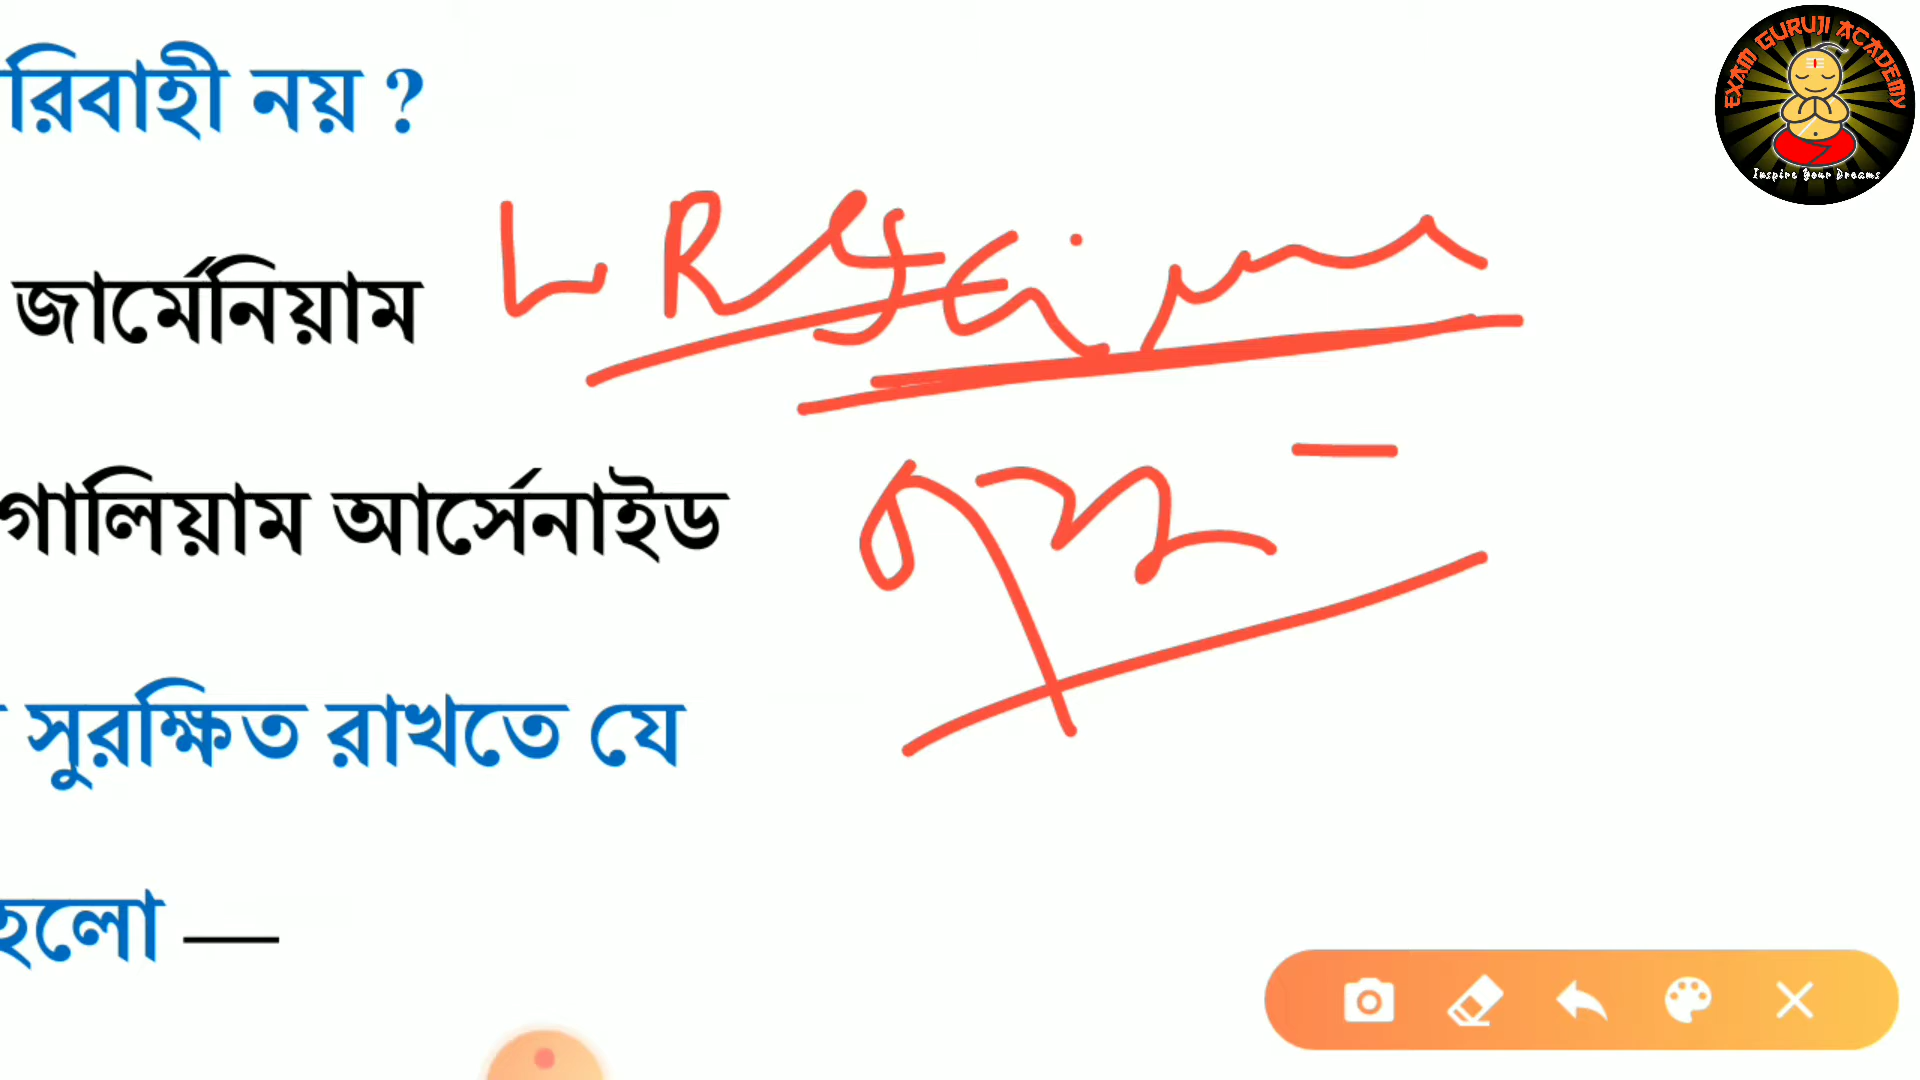 রিবাহী নয় ?
জার্মেনিয়াম
গালিয়াম আর্সেনাইড
সুরক্ষিত রাখতে যে
হলো —
EXAM GURUJI ACADEMY
Inspire Your Dreams